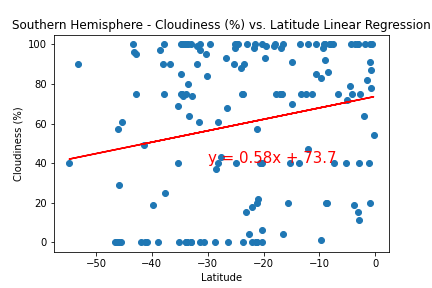 Southern Hemisphere - Cloudiness (%) vs. Latitude Linear Regression
100
80
60
40
20
0
Cloudiness (%)
y = 0.58x + 73.7
−50 −40 −30 −20 −10 0
Latitude